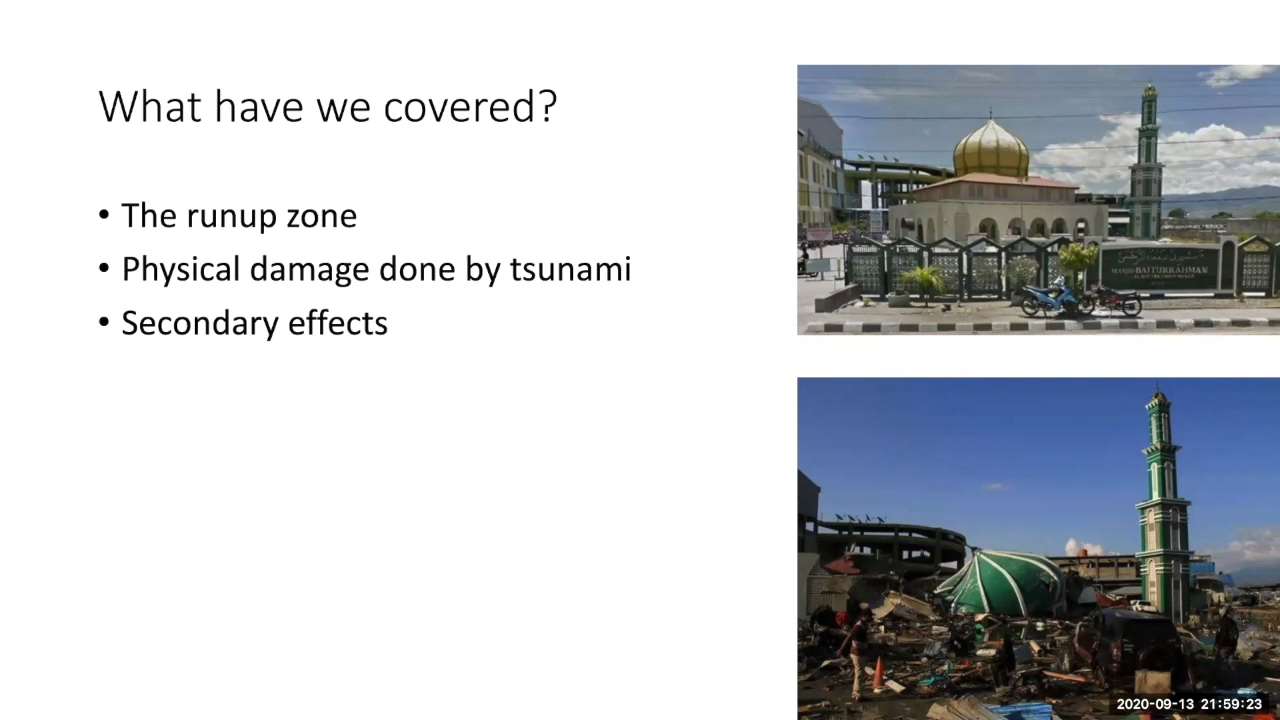 What have we covered?
• The runup zone
• Physical damage done by tsunami
• Secondary effects
MASJID BAITURRAHMAN
2020-09-13 21:59:23